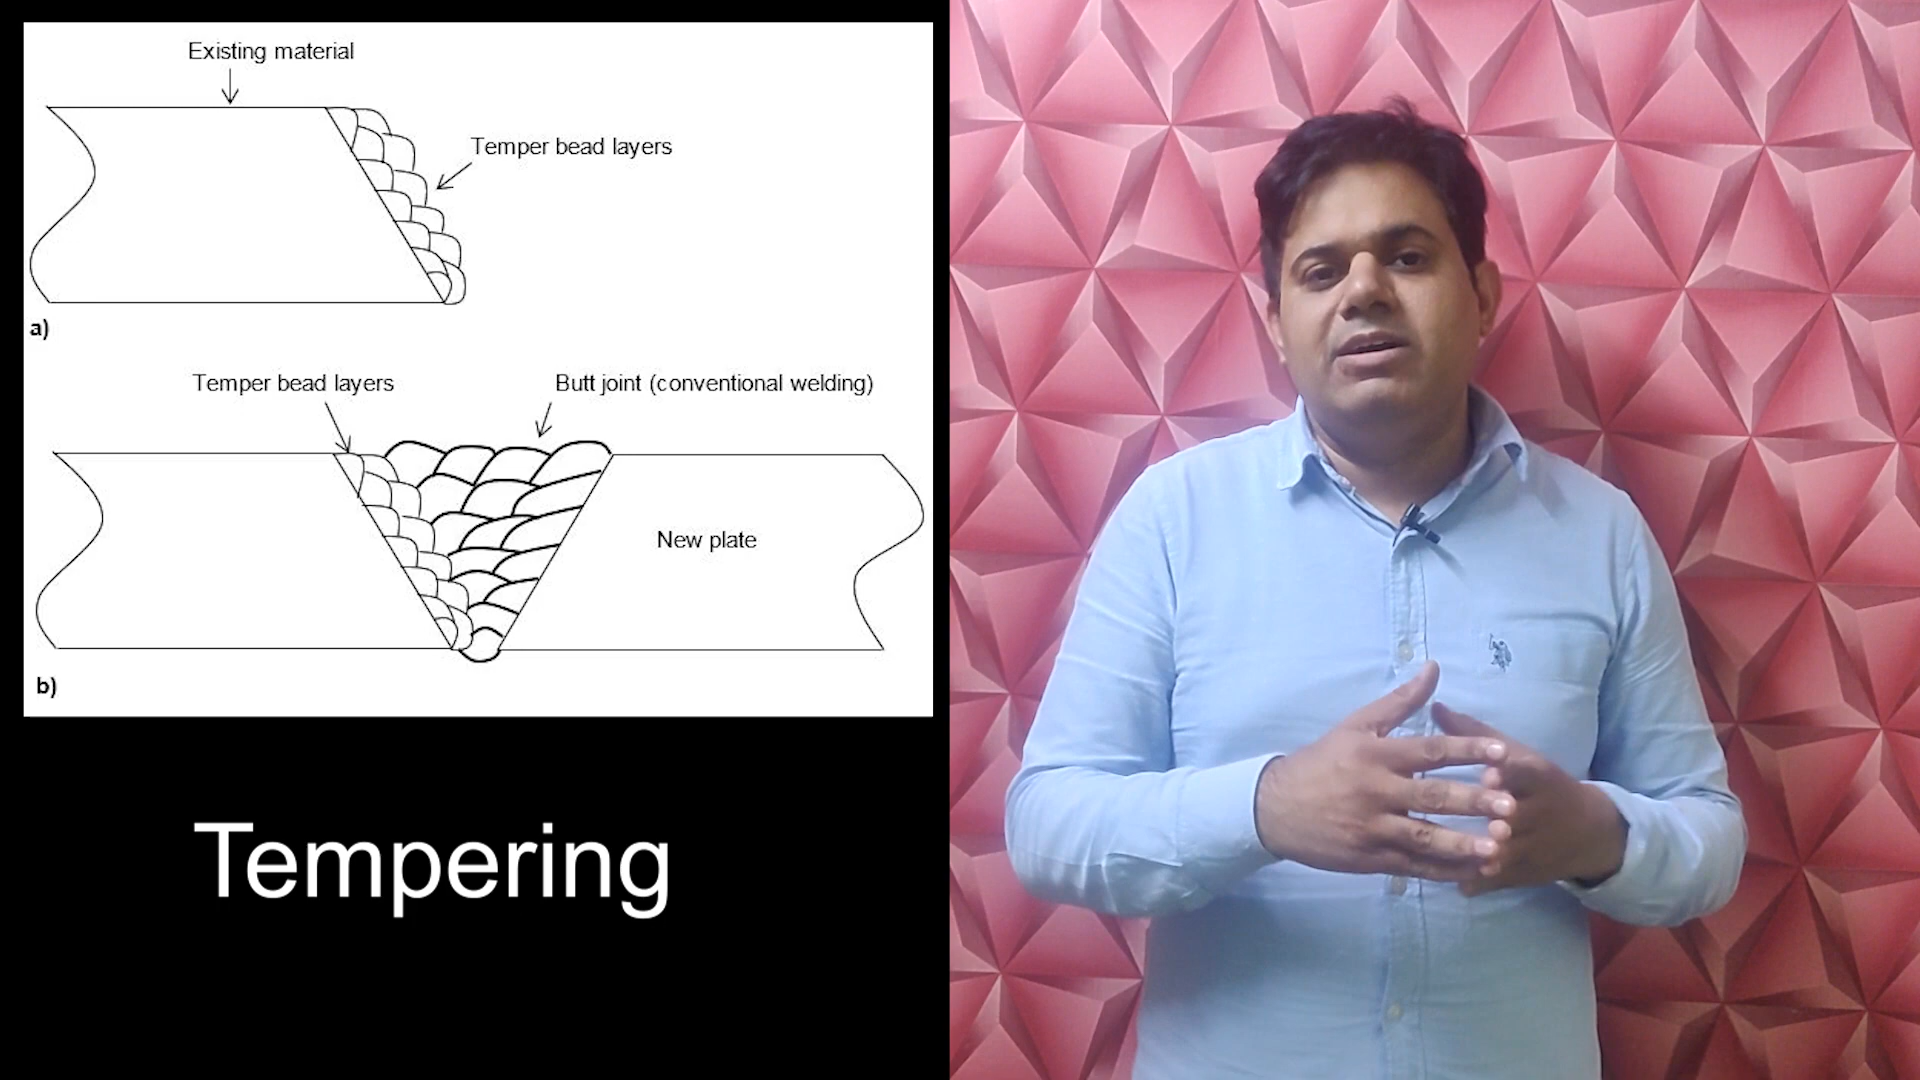 Existing material
Temper bead layers
a)
Temper bead layers
Butt joint (conventional welding)
New plate
b)
Tempering